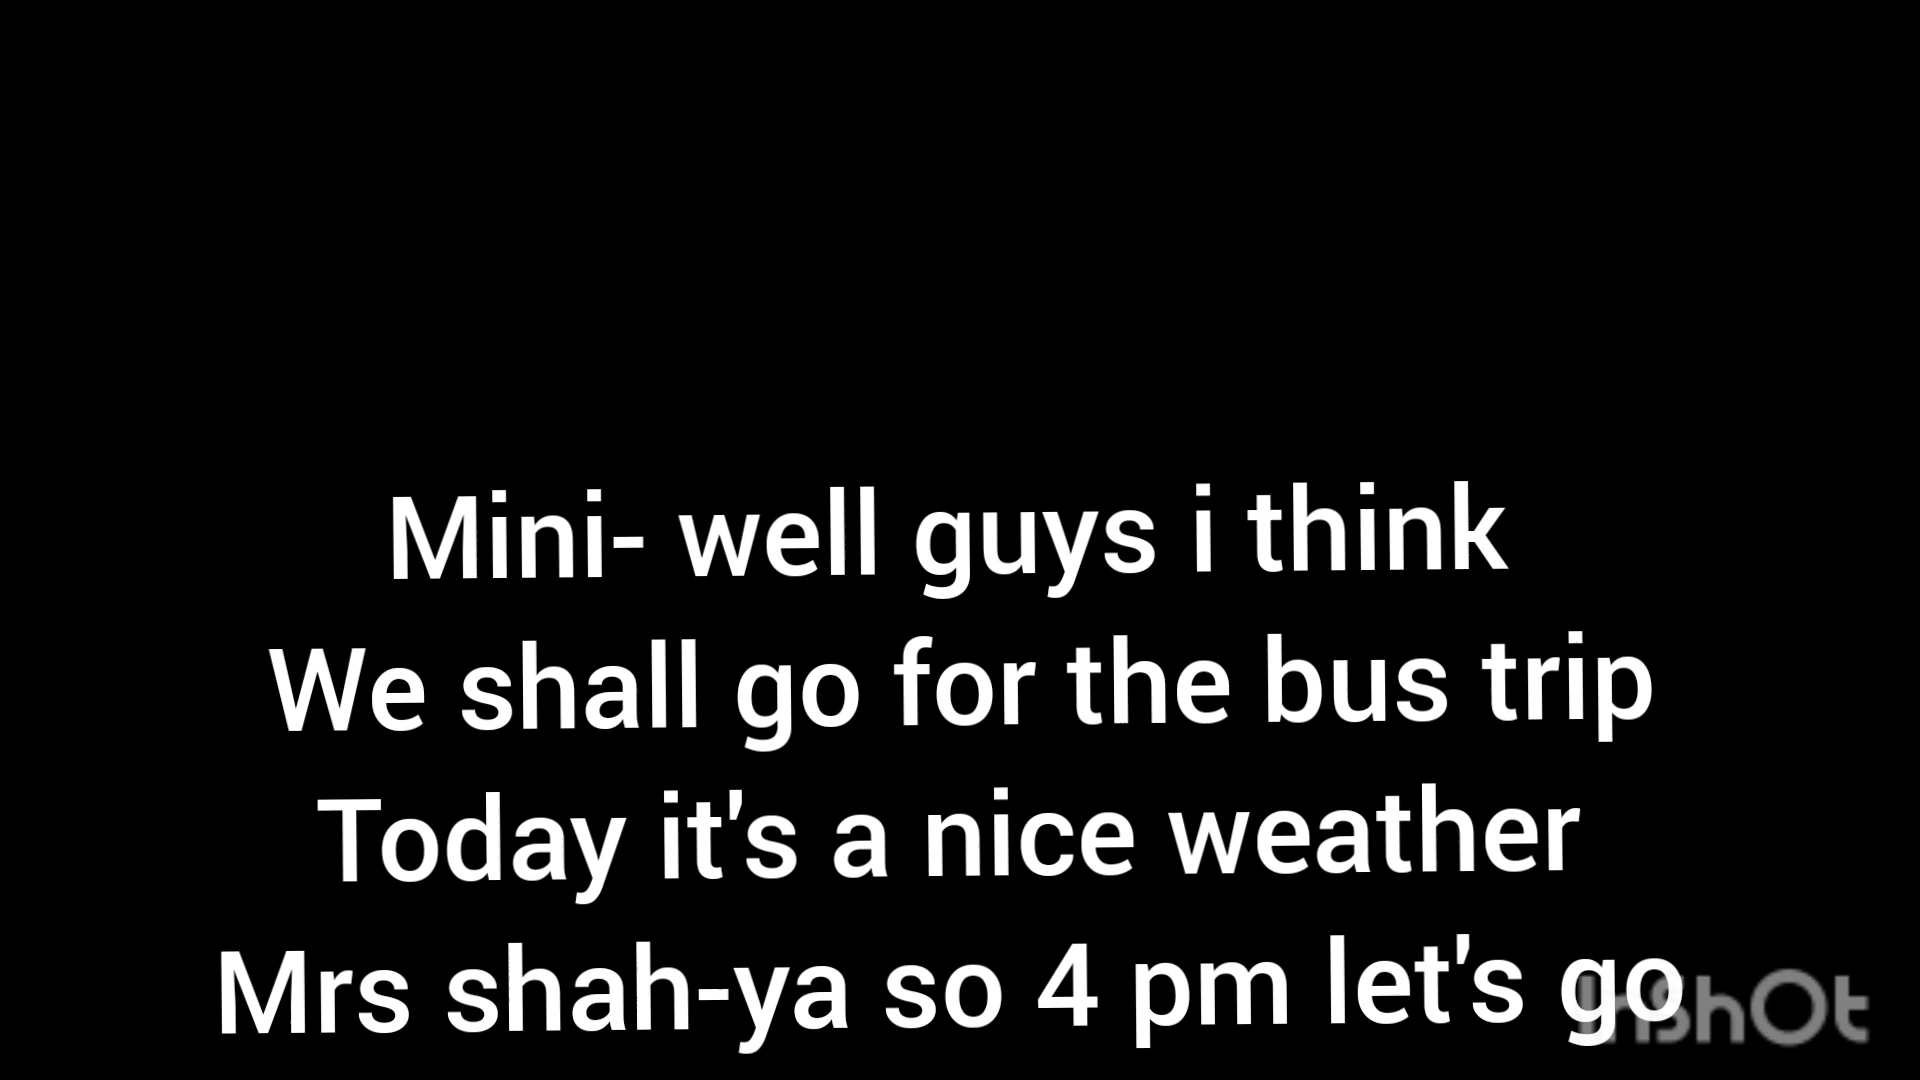 Mini- well guys i think
We shall go for the bus trip
Today it's a nice weather
Mrs shah-ya so 4 pm let's go
InShOt